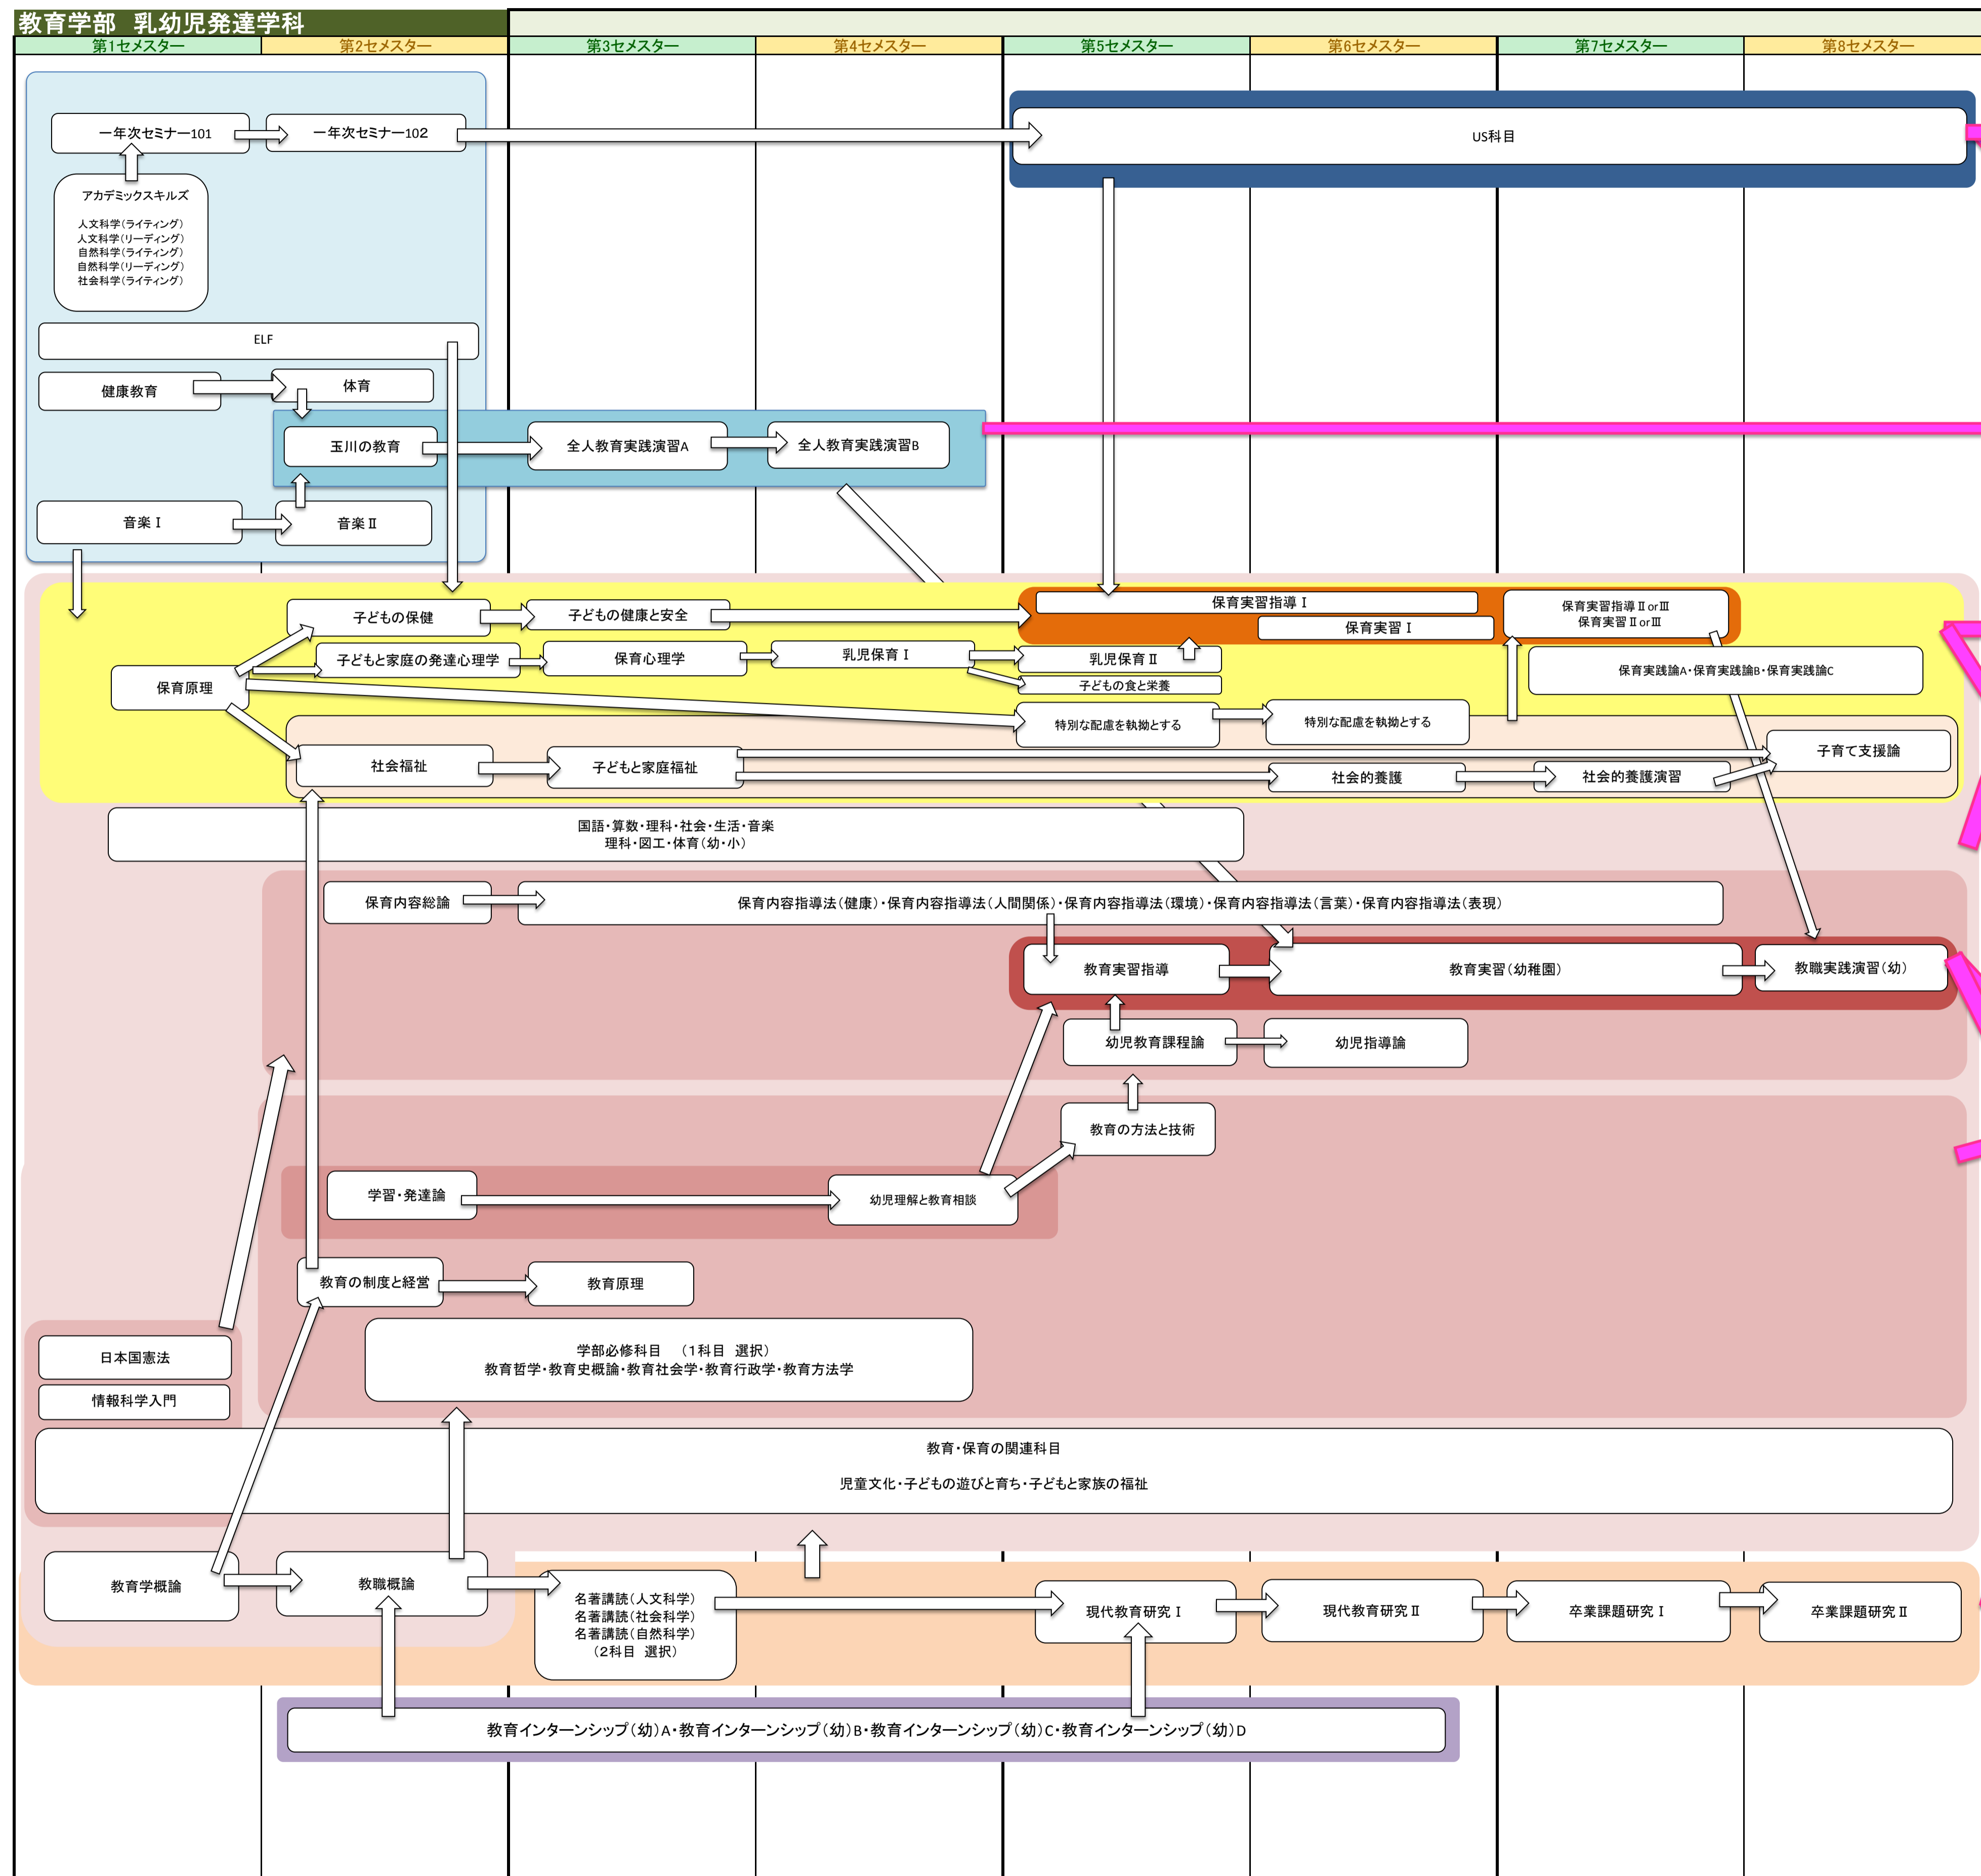 教育学部　乳幼児発達学科
第1セメスター
第2セメスター
第3セメスター
第4セメスター
第5セメスター
第6セメスター
第7セメスター
第8セメスター
一年次セミナー101
一年次セミナー102
US科目
アカデミックスキルズ
人文科学（ライティング）
人文科学（リーディング）
自然科学（ライティング）
自然科学（リーディング）
社会科学（ライティング）
ELF
健康教育
体育
玉川の教育
全人教育実践演習A
全人教育実践演習B
音楽Ⅰ
音楽Ⅱ
子どもの保健
子どもの健康と安全
保育実習指導Ⅰ
保育実習Ⅰ
保育実習指導ⅡorⅢ
保育実習ⅡorⅢ
子どもと家庭の発達心理学
保育心理学
乳児保育Ⅰ
乳児保育Ⅱ
子どもの食と栄養
保育実践論A・保育実践論B・保育実践論C
保育原理
特別な配慮を執拗とする
特別な配慮を執拗とする
社会福祉
子どもと家庭福祉
社会的養護
社会的養護演習
子育て支援論
国語・算数・理科・社会・生活・音楽
理科・図工・体育（幼・小）
保育内容総論
保育内容指導法（健康）・保育内容指導法（人間関係）・保育内容指導法（環境）・保育内容指導法（言葉）・保育内容指導法（表現）
教育実習指導
教育実習（幼稚園）
教職実践演習（幼）
幼児教育課程論
幼児指導論
教育の方法と技術
学習・発達論
幼児理解と教育相談
教育の制度と経営
教育原理
日本国憲法
情報科学入門
学部必修科目　（１科目　選択）
教育哲学・教育史概論・教育社会学・教育行政学・教育方法学
教育・保育の関連科目
児童文化・子どもの遊びと育ち・子どもと家族の福祉
教育学概論
教職概論
名著講読（人文科学）
名著講読（社会科学）
名著講読（自然科学）
（２科目　選択）
現代教育研究Ⅰ
現代教育研究Ⅱ
卒業課題研究Ⅰ
卒業課題研究Ⅱ
教育インターンシップ（幼）A・教育インターンシップ（幼）B・教育インターンシップ（幼）C・教育インターンシップ（幼）D